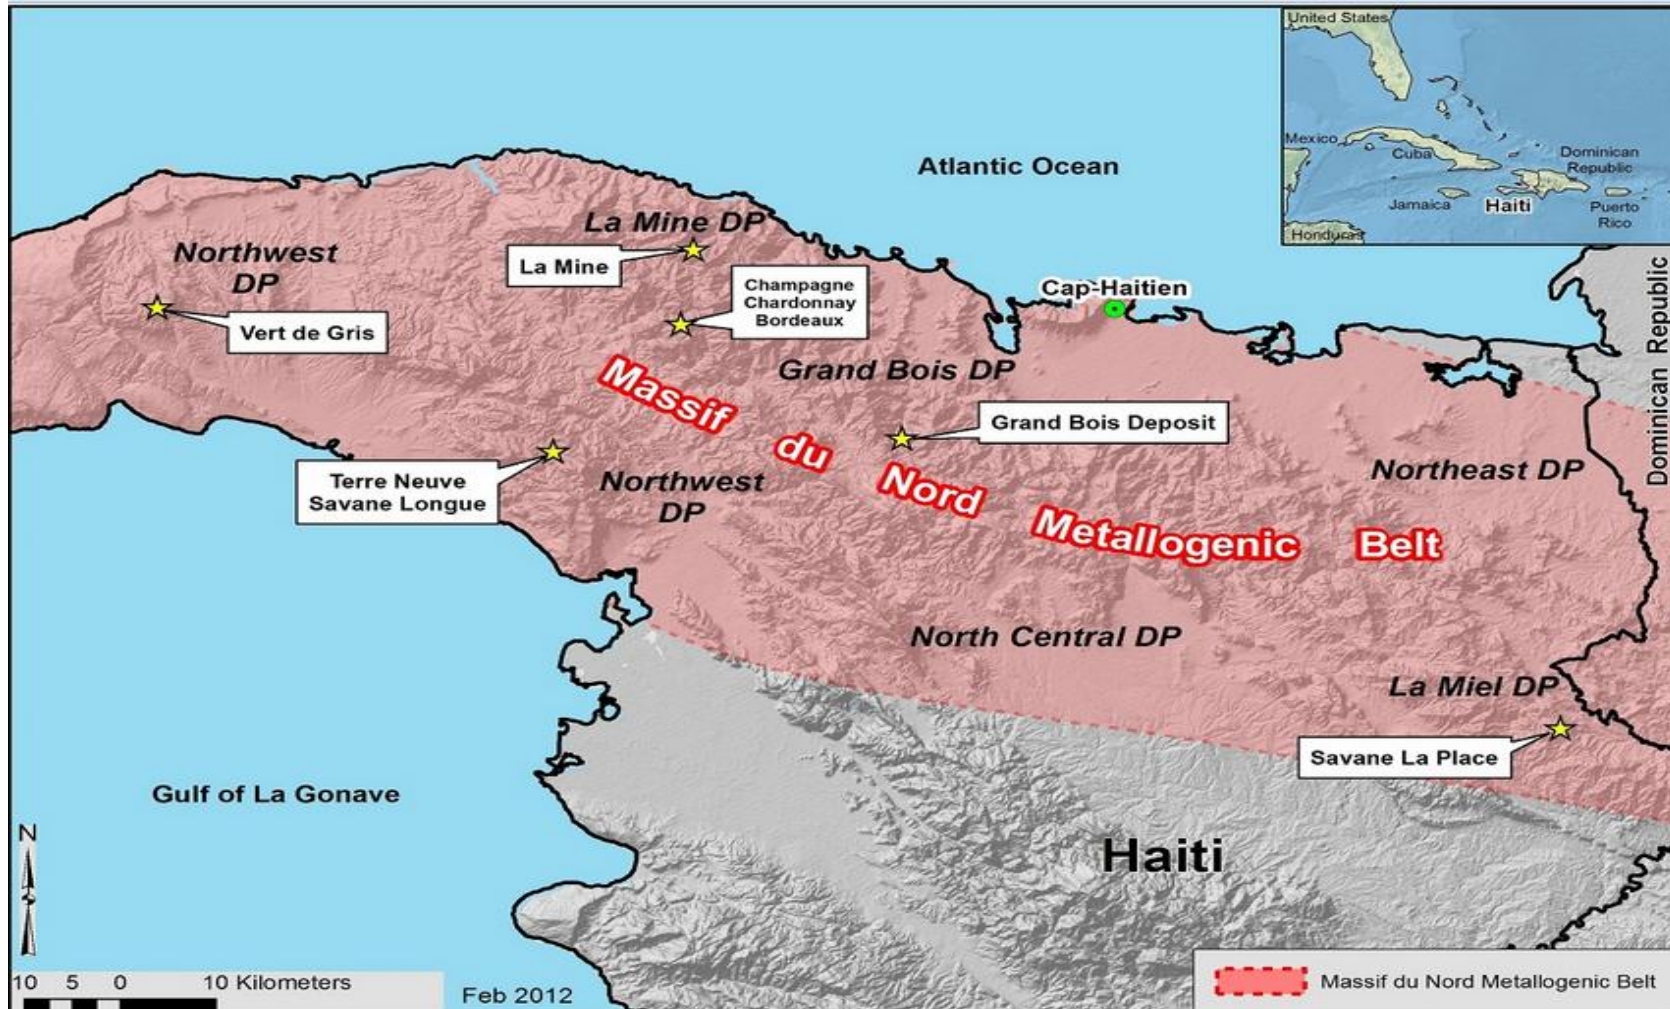 United States
Mexico
Cuba
Dominican
Republic
Jamaica
Haiti
Puerto
Rico
Honduras
Atlantic Ocean
La Mine DP
Northwest
DP
La Mine
Champagne
Chardonnay
Bordeaux
Cap-Haitien
Vert de Gris
Grand Bois DP
Massif du Nord Metallogenic Belt
Grand Bois Deposit
Dominican Republic
Terre Neuve
Savane Longue
Northwest
DP
Northeast DP
North Central DP
La Miel DP
Savane La Place
Gulf of La Gonave
Haiti
N
10 5 0 10 Kilometers
Feb 2012
Massif du Nord Metallogenic Belt